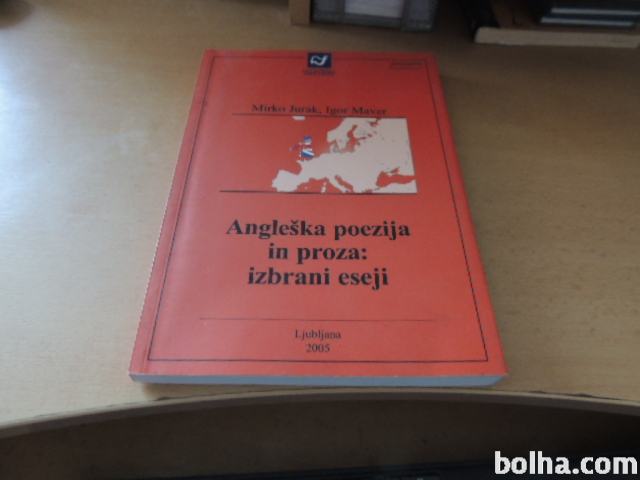 Mirko Jurak, Igor Maver
Angleška poezija
in proza:
izbrani eseji
Ljubljana
2005
bolha.com